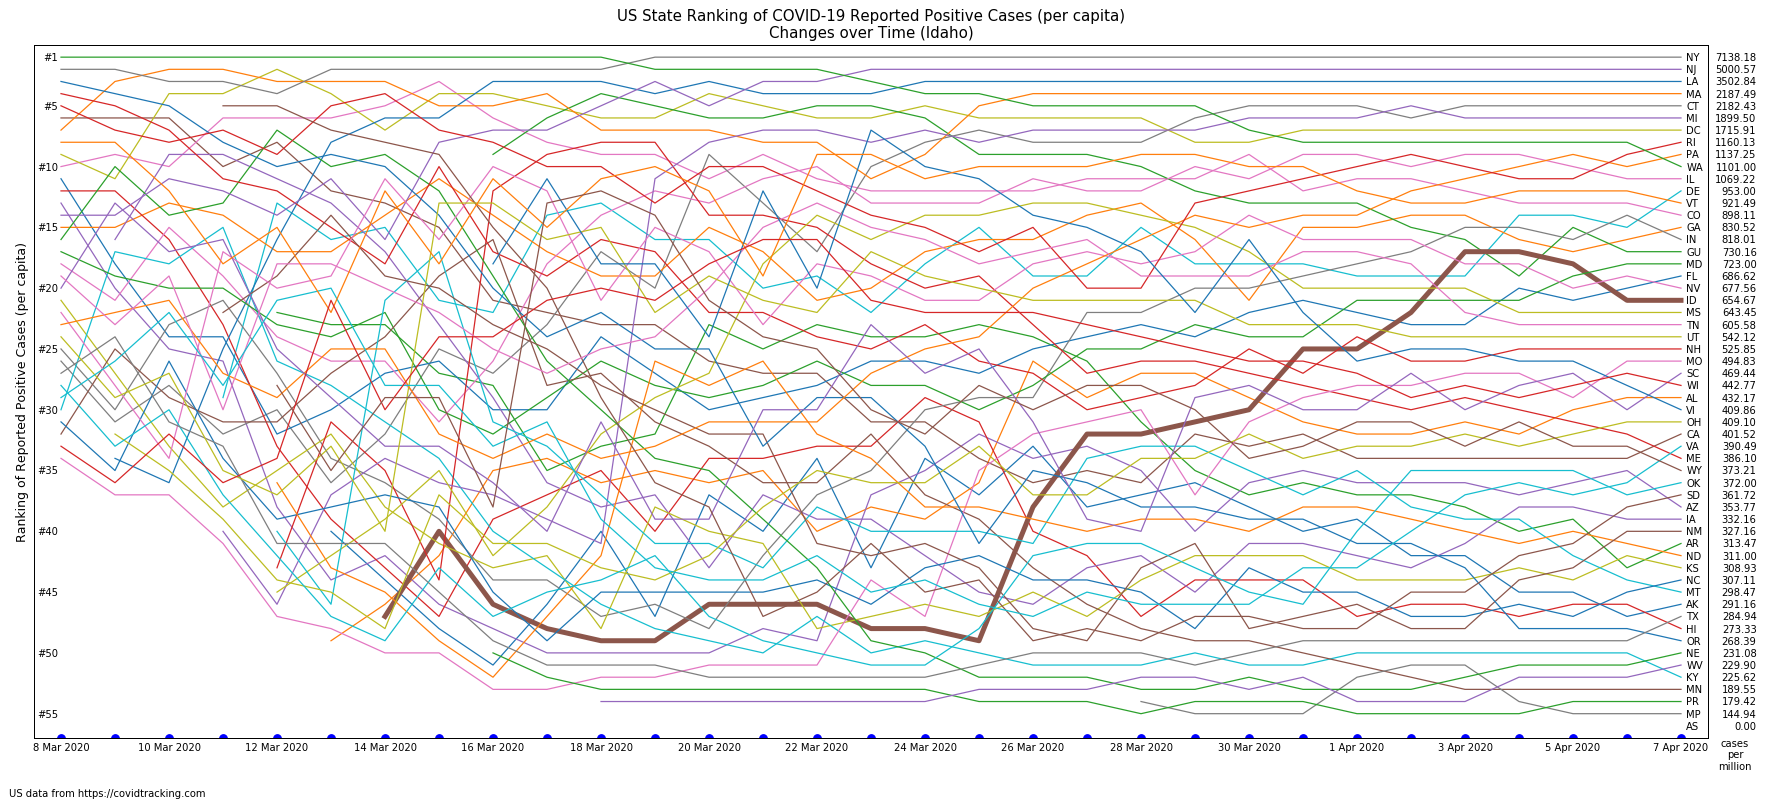 US State Ranking of COVID-19 Reported Positive Cases (per capita)
Changes over Time (Idaho)
Ranking of Reported Positive Cases (per capita)
#1
#5
#10
#15
#20
#25
#30
#35
#40
#45
#50
#55
NY 7138.18
NJ 5000.57
LA 3502.84
MA 2187.49
CT 2182.43
MI 1899.50
DC 1715.91
RI 1160.13
PA 1137.25
WA 1101.00
IL 1069.22
DE 953.00
VT 921.49
CO 898.11
GA 830.52
IN 818.01
GU 730.16
MD 723.00
FL 686.62
NV 677.56
ID 654.67
MS 643.45
TN 605.58
UT 542.12
NH 525.85
MO 494.83
SC 469.44
WI 442.77
AL 432.17
VI 409.86
OH 409.10
CA 401.52
VA 390.49
ME 386.10
WY 373.21
OK 372.00
SD 361.72
AZ 353.77
IA 332.16
NM 327.16
AR 313.47
ND 311.00
KS 308.93
NC 307.11
MT 298.47
AK 291.16
TX 284.94
HI 273.33
OR 268.39
NE 231.08
WV 229.90
KY 225.62
MN 189.55
PR 179.42
MP 144.94
AS 0.00
8 Mar 2020 10 Mar 2020 12 Mar 2020 14 Mar 2020 16 Mar 2020 18 Mar 2020 20 Mar 2020 22 Mar 2020 24 Mar 2020 26 Mar 2020 28 Mar 2020 30 Mar 2020 1 Apr 2020 3 Apr 2020 5 Apr 2020 7 Apr 2020
cases
per
million
US data from https://covidtracking.com